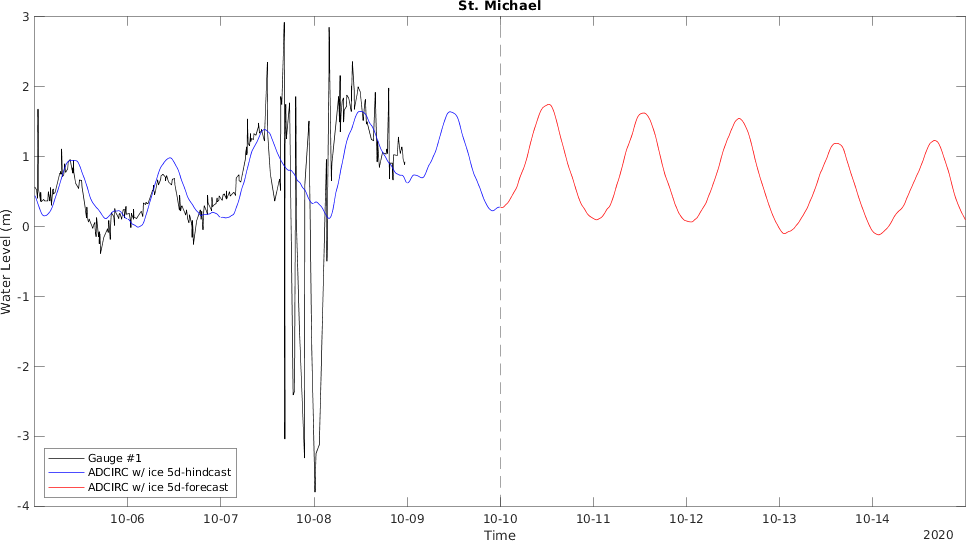 St. Michael
Water Level (m)
3
2
1
0
-1
-2
-3
-4
Gauge #1
ADCIRC w/ ice 5d-hindcast
ADCIRC w/ ice 5d-forecast
10-06 10-07 10-08 10-09 10-10 10-11 10-12 10-13 10-14
Time
2020